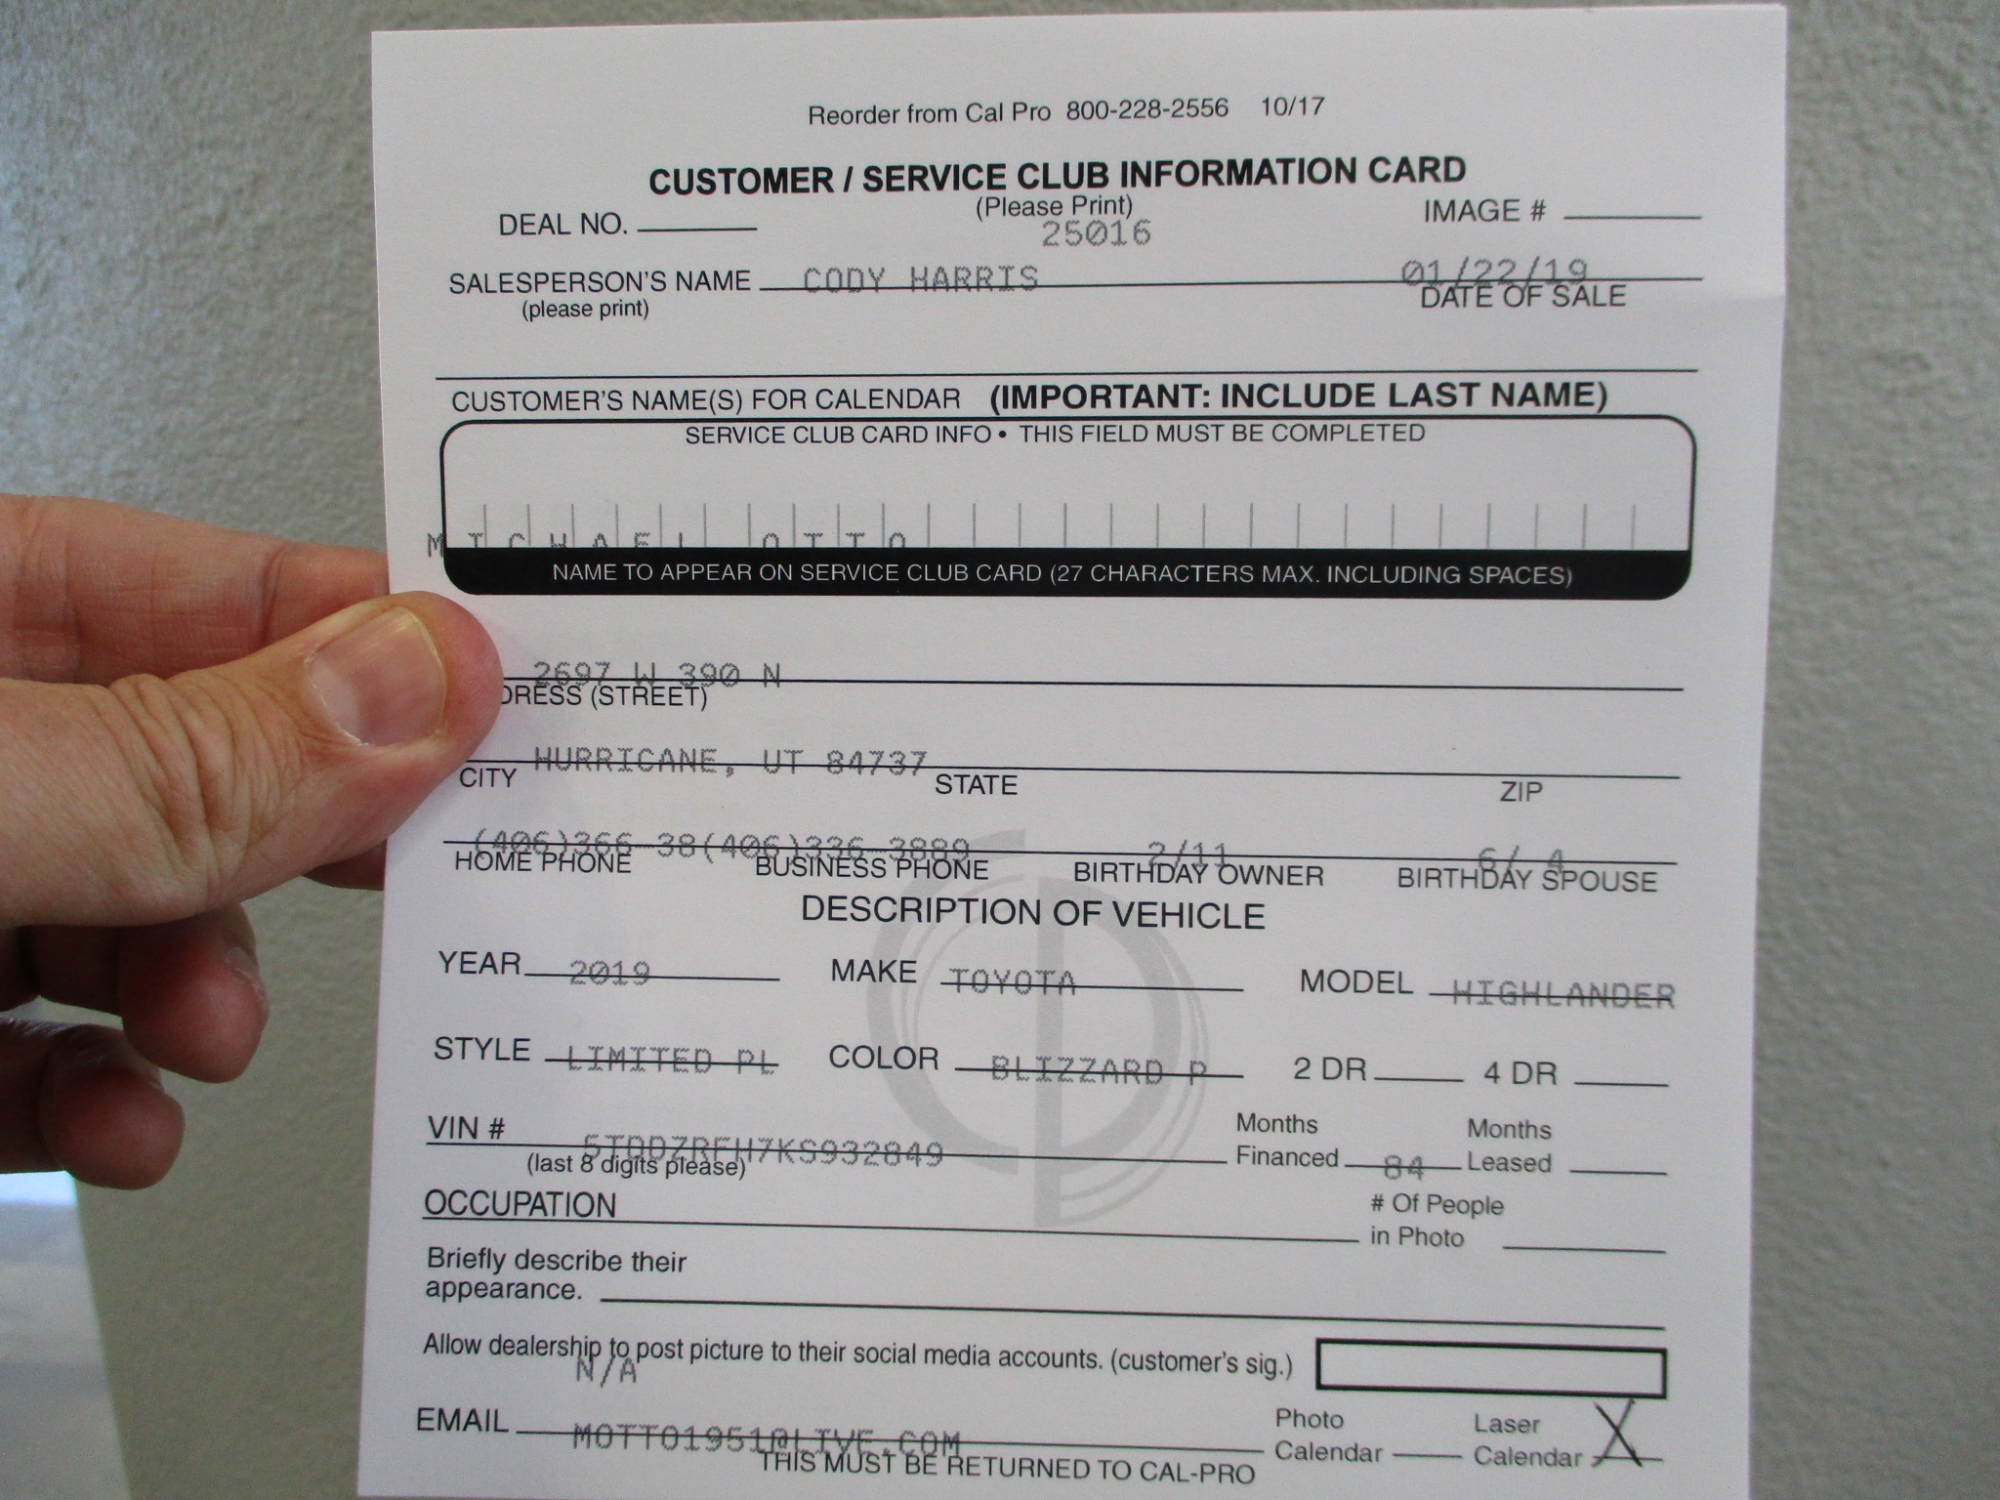 Reorder from Cal Pro 800-228-2556 10/17
CUSTOMER / SERVICE CLUB INFORMATION CARD
(Please Print)
DEAL NO. 25016 IMAGE #
SALESPERSON'S NAME CODY HARRIS 01/22/19
(please print) DATE OF SALE
CUSTOMER'S NAME(S) FOR CALENDAR (IMPORTANT: INCLUDE LAST NAME)
SERVICE CLUB CARD INFO • THIS FIELD MUST BE COMPLETED
MICHAEL OTTO
NAME TO APPEAR ON SERVICE CLUB CARD (27 CHARACTERS MAX. INCLUDING SPACES)
2697 W 390 N
DRESS (STREET)
HURRICANE, UT 84737
CITY STATE ZIP
(406)366-38(406)336-3889 2/11 6/ 4
HOME PHONE BUSINESS PHONE BIRTHDAY OWNER BIRTHDAY SPOUSE
DESCRIPTION OF VEHICLE
YEAR 2019 MAKE TOYOTA MODEL HIGHLANDER
STYLE LIMITED PL COLOR BLIZZARD P 2 DR 4 DR
VIN # 5TDDZRFH7KS932849 Months Financed 84 Months Leased
(last 8 digits please)
OCCUPATION # Of People in Photo
Briefly describe their
appearance.
Allow dealership to post picture to their social media accounts. (customer's sig.)
N/A
EMAIL MOTTO1951@LIVE.COM Photo Calendar Laser Calendar X
THIS MUST BE RETURNED TO CAL-PRO